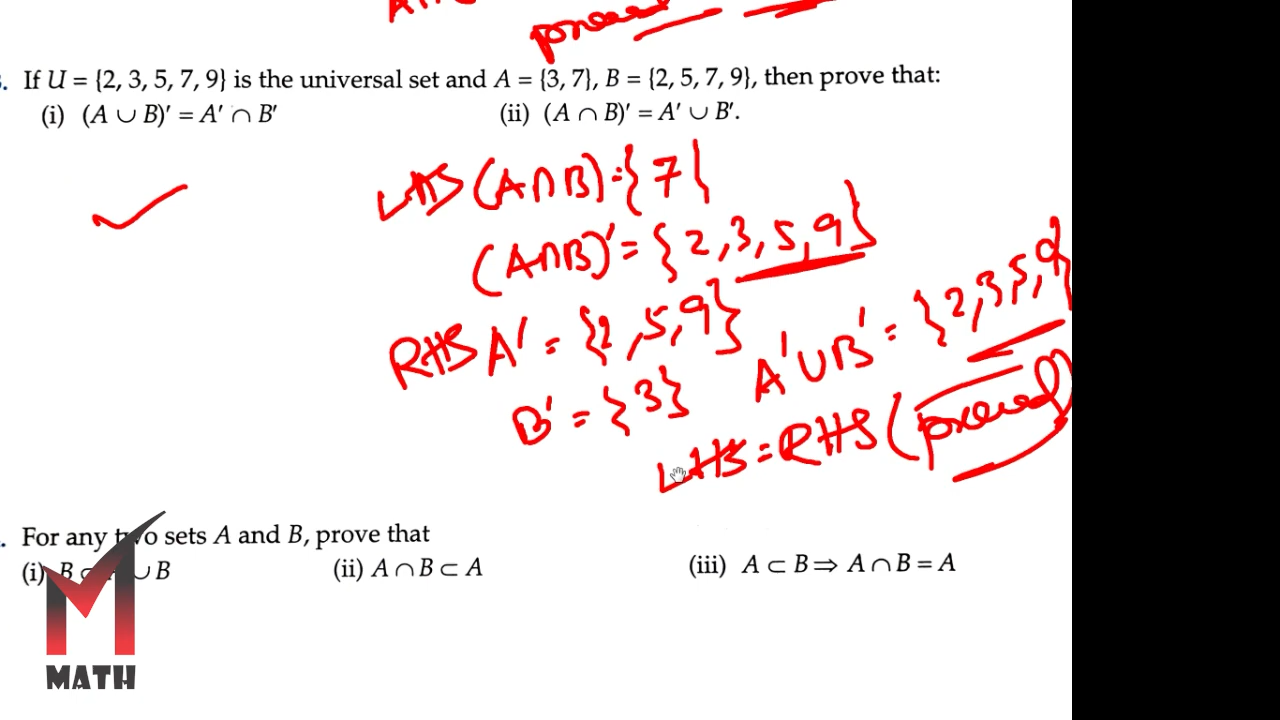 proved
. If U = {2, 3, 5, 7, 9} is the universal set and A = {3, 7}, B = {2, 5, 7, 9}, then prove that:
(i) (A ∪ B)′ = A′ ∩ B′ (ii) (A ∩ B)′ = A′ ∪ B′.
LHS (A∩B) = {7}
(A∩B)′ = {2,3,5,9}
RHS A′ = {2,5,9}
B′ = {3}
A′∪B′ = {2,3,5,9}
LHS = RHS (proved)
. For any two sets A and B, prove that
(i) B ∪ B (ii) A ∩ B ⊂ A (iii) A ⊂ B ⇒ A ∩ B = A
MATH